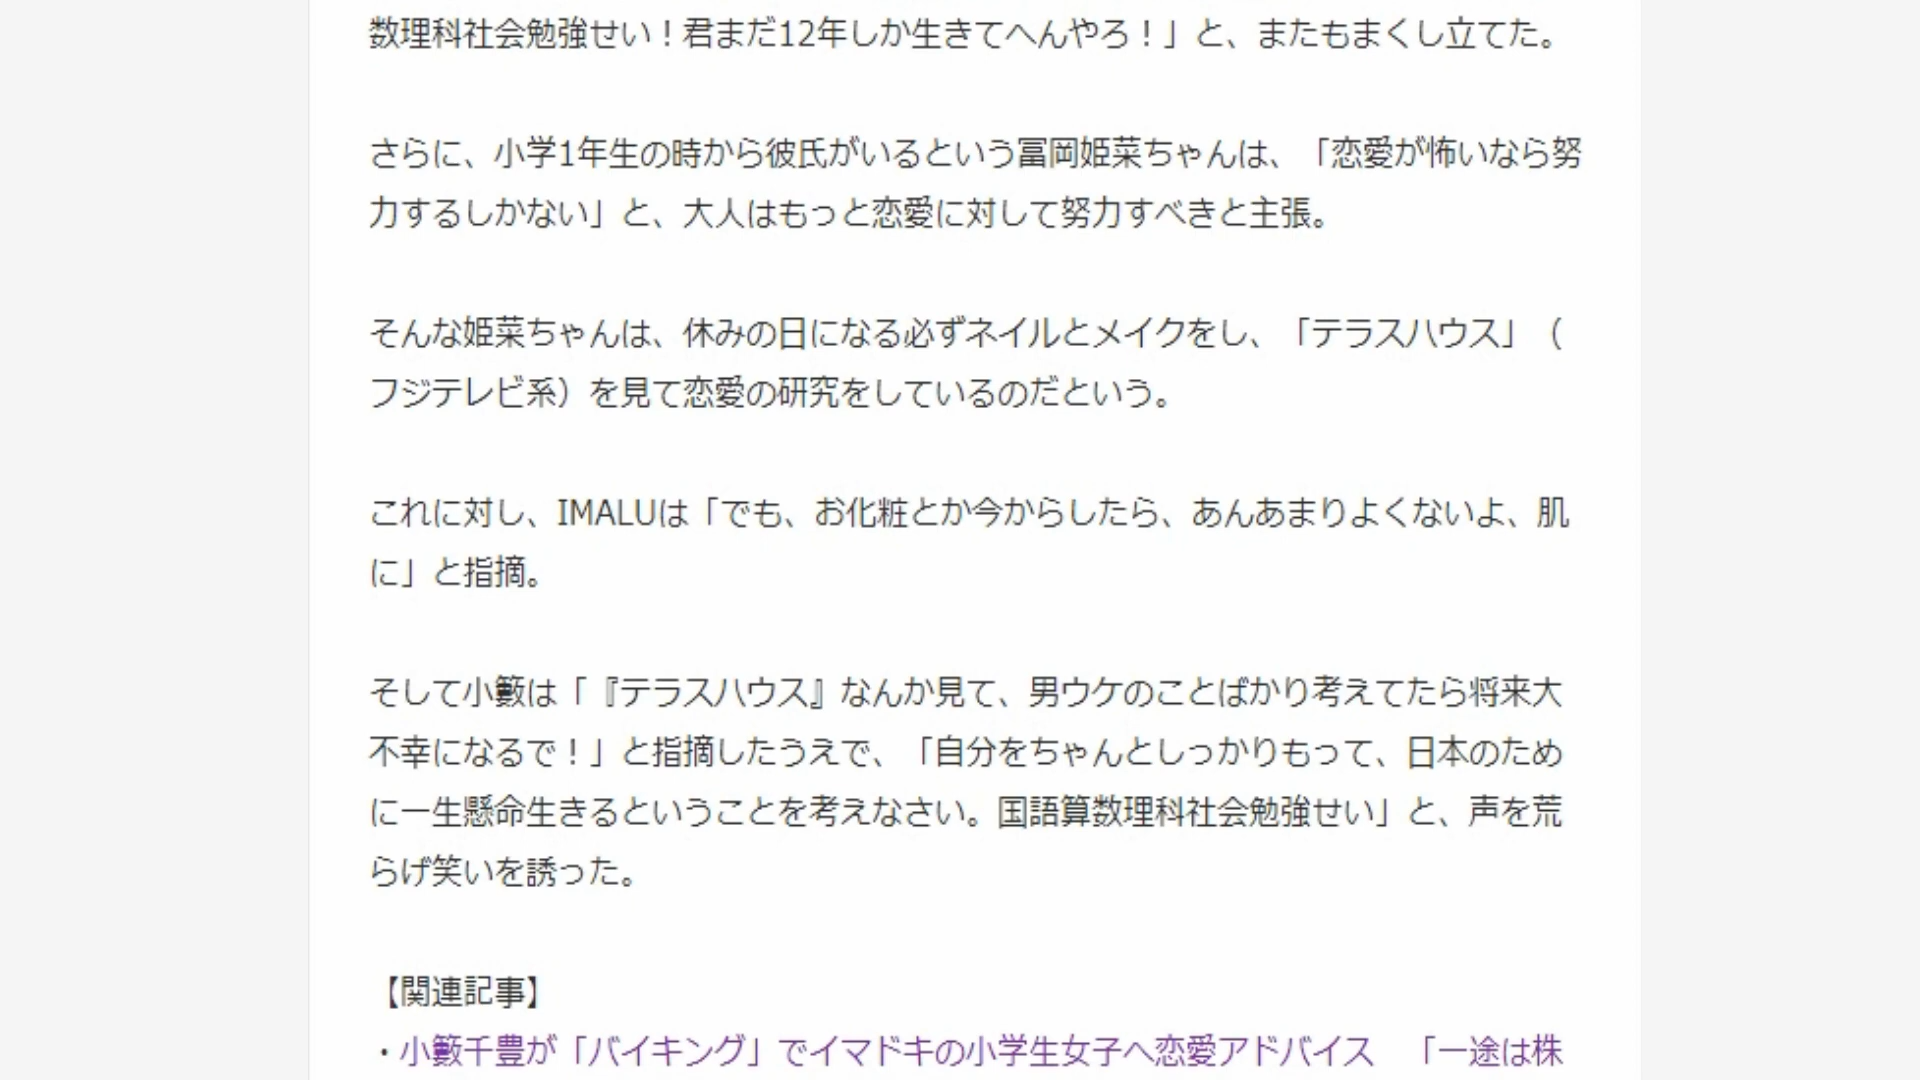 数理科社会勉強せい！君まだ12年しか生きてへんやろ！」と、またもまくし立てた。
さらに、小学1年生の時から彼氏がいるという冨岡姫菜ちゃんは、「恋愛が怖いなら努
力するしかない」と、大人はもっと恋愛に対して努力すべきと主張。
そんな姫菜ちゃんは、休みの日になる必ずネイルとメイクをし、「テラスハウス」（
フジテレビ系）を見て恋愛の研究をしているのだという。
これに対し、IMALUは「でも、お化粧とか今からしたら、あんあまりよくないよ、肌
に」と指摘。
そして小籔は「『テラスハウス』なんか見て、男ウケのことばかり考えてたら将来大
不幸になるで！」と指摘したうえで、「自分をちゃんとしっかりもって、日本のため
に一生懸命生きるということを考えなさい。国語算数理科社会勉強せい」と、声を荒
らげ笑いを誘った。
【関連記事】
・小籔千豊が「バイキング」でイマドキの小学生女子へ恋愛アドバイス　「一途は株